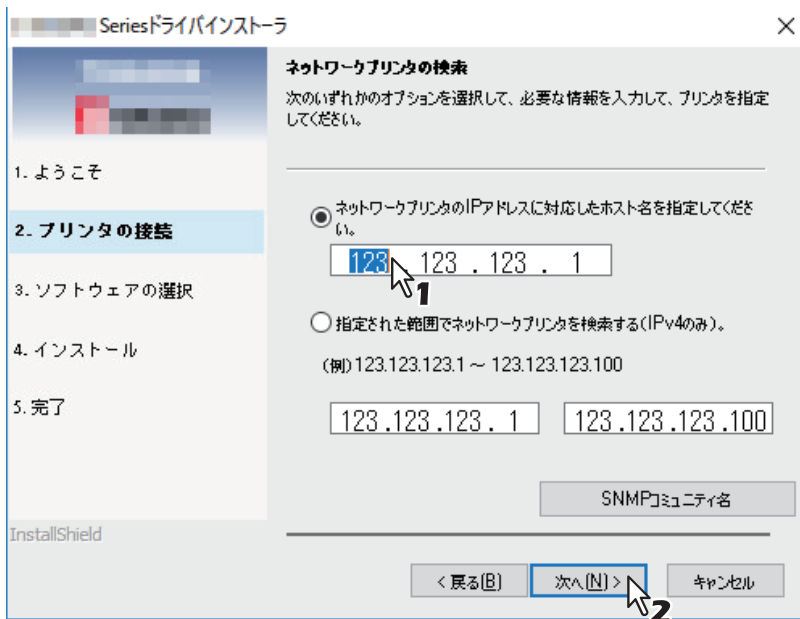 Seriesドライバインストーラ
ネットワークプリンタの検索
次のいずれかのオプションを選択して、必要な情報を入力して、プリンタを指定
してください。
1. ようこそ
2. プリンタの接続
3. ソフトウェアの選択
4. インストール
5. 完了
ネットワークプリンタのIPアドレスに対応したホスト名を指定してくださ
い。
123 . 123 . 123 . 1
1
指定された範囲でネットワークプリンタを検索する(IPv4のみ)。
(例) 123.123.123.1 ～ 123.123.123.100
123 .123 .123 . 1
123 .123 .123 .100
SNMPコミュニティ名
InstallShield
< 戻る(B)
次へ(N) >
キャンセル
2